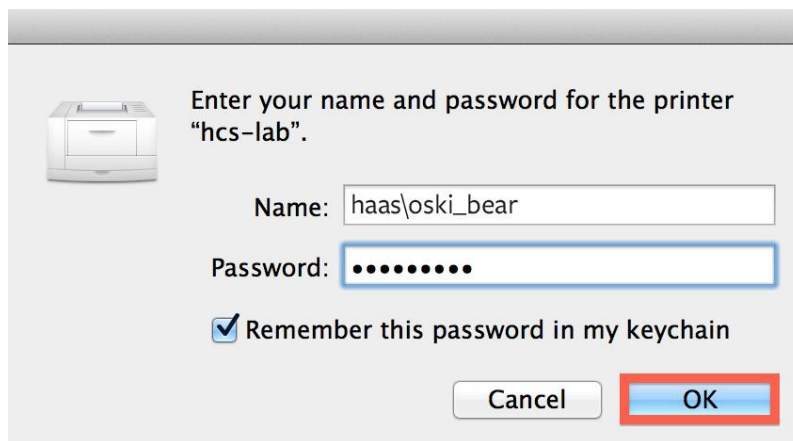 Enter your name and password for the printer
“hcs-lab”.
Name: haas\oski_bear
Password: •••••••••
Remember this password in my keychain
Cancel OK